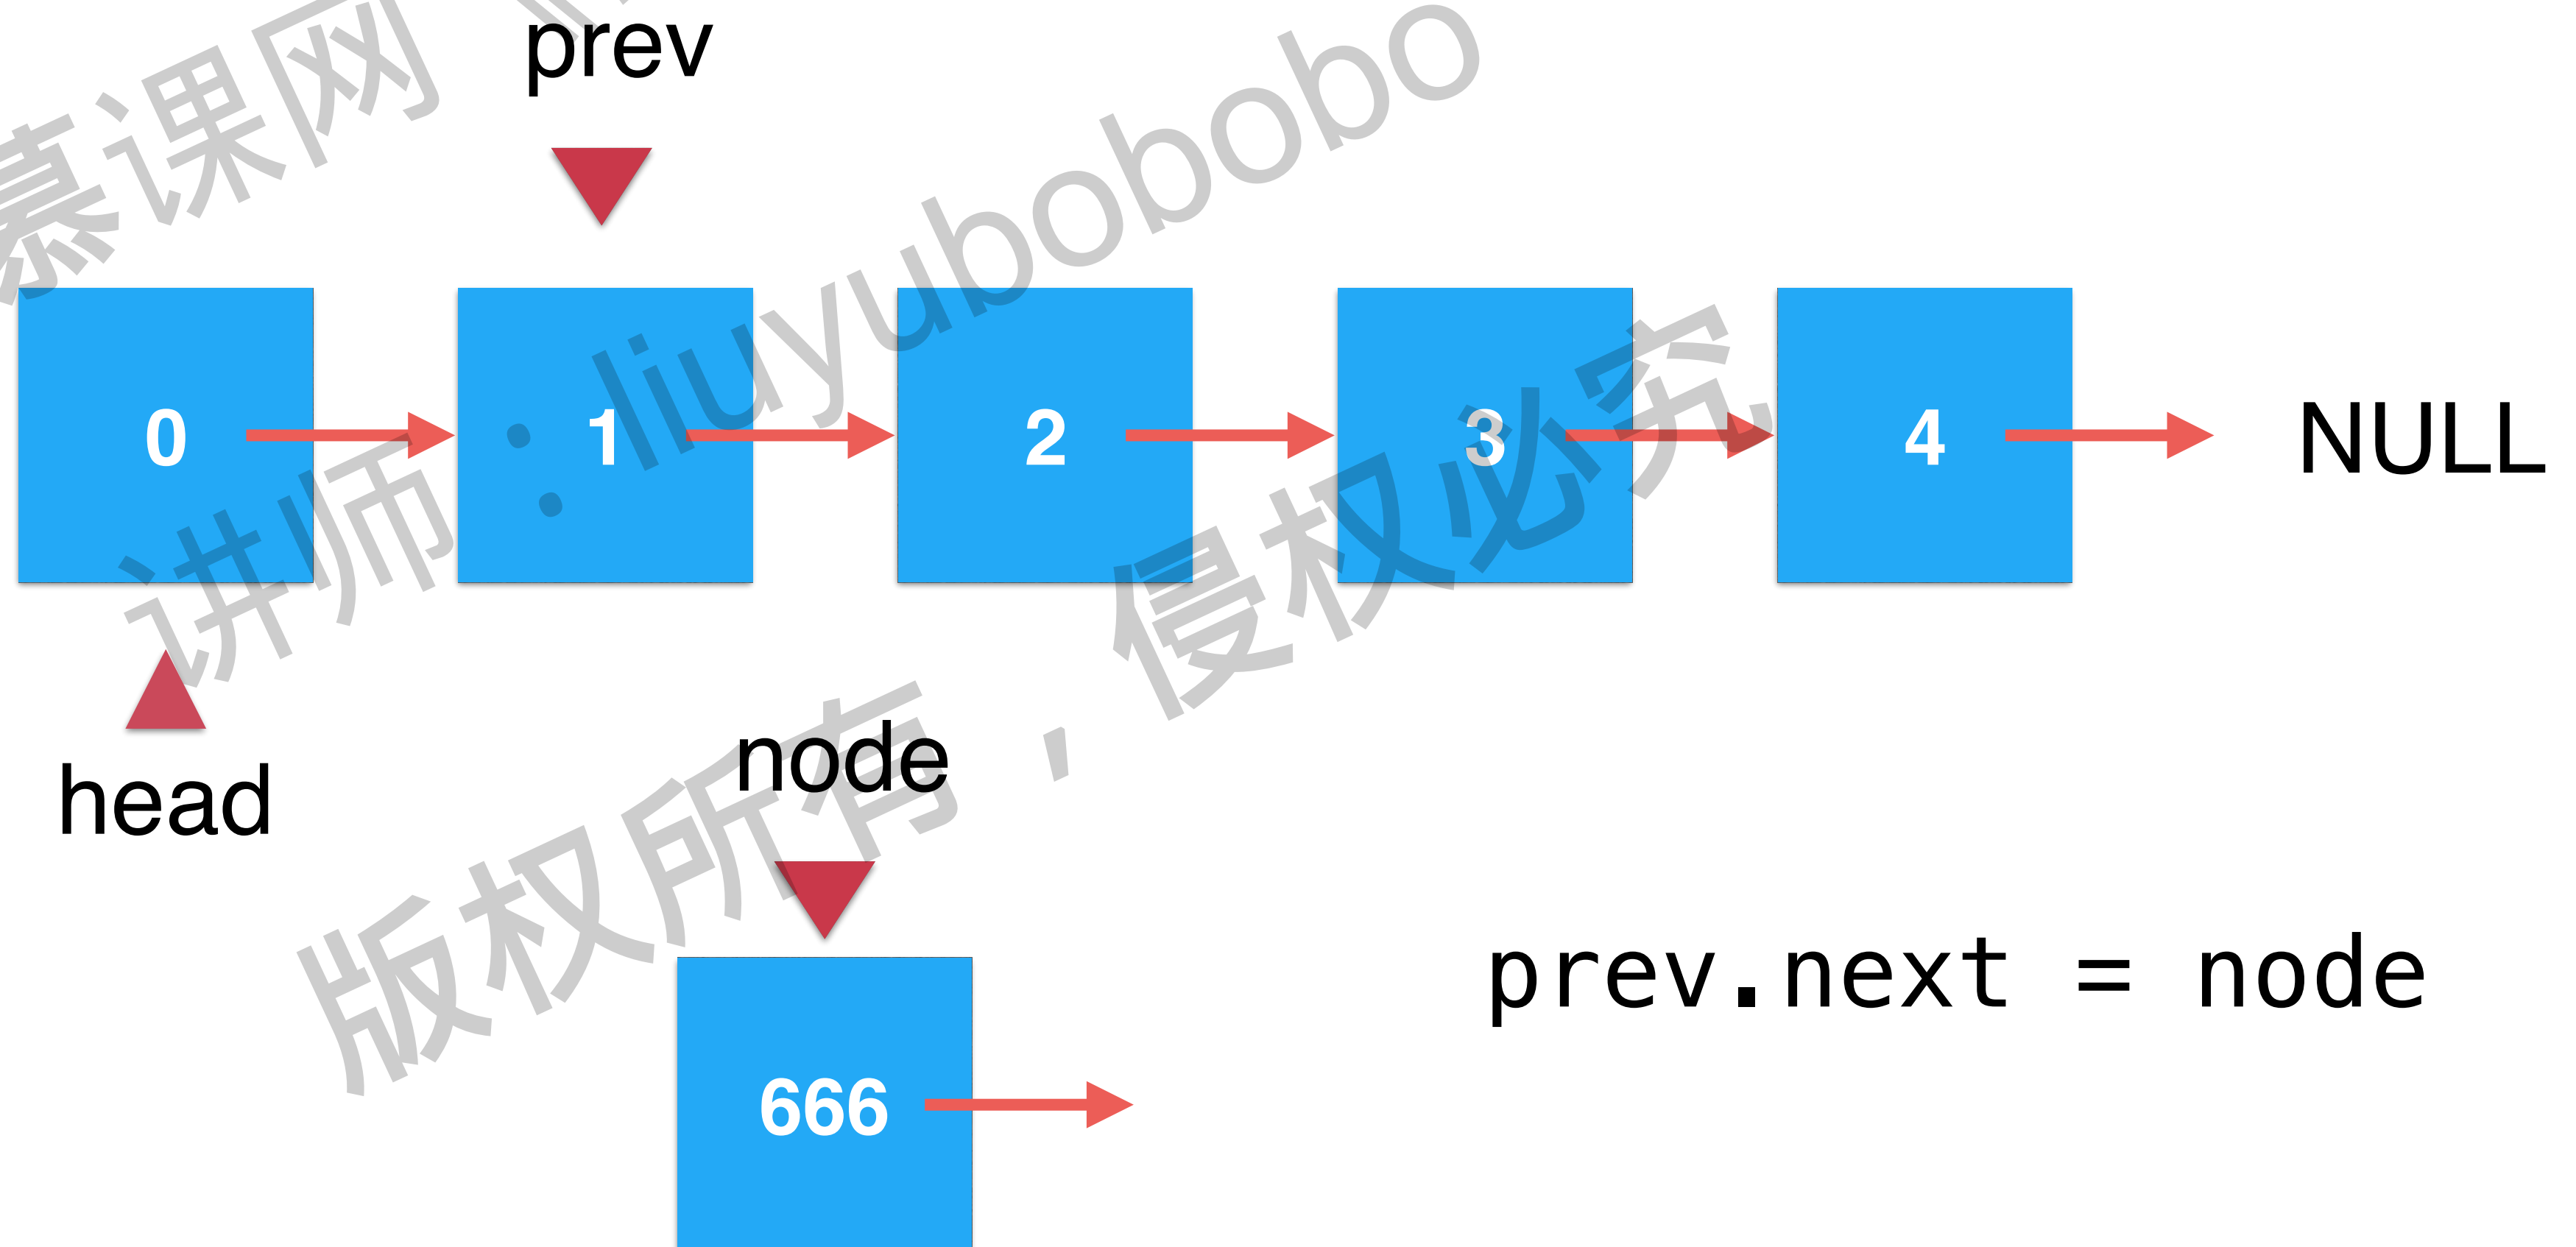 prev
慕课网
讲师：liuyubobobo
版权所有，侵权必究
0 1 2 3 4 NULL
head
node
prev.next = node
666